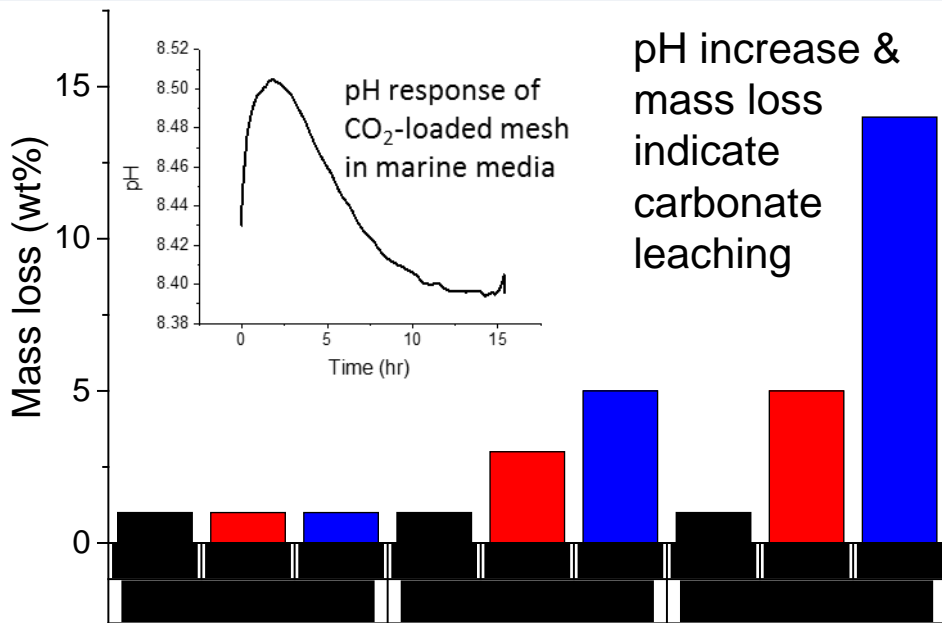 pH increase &
mass loss
indicate
carbonate
leaching
pH response of
CO₂-loaded mesh
in marine media
8.52
8.50
8.48
8.46
8.44
8.42
8.40
8.38
pH
0 5 10 15
Time (hr)
15
10
5
0
Mass loss (wt%)